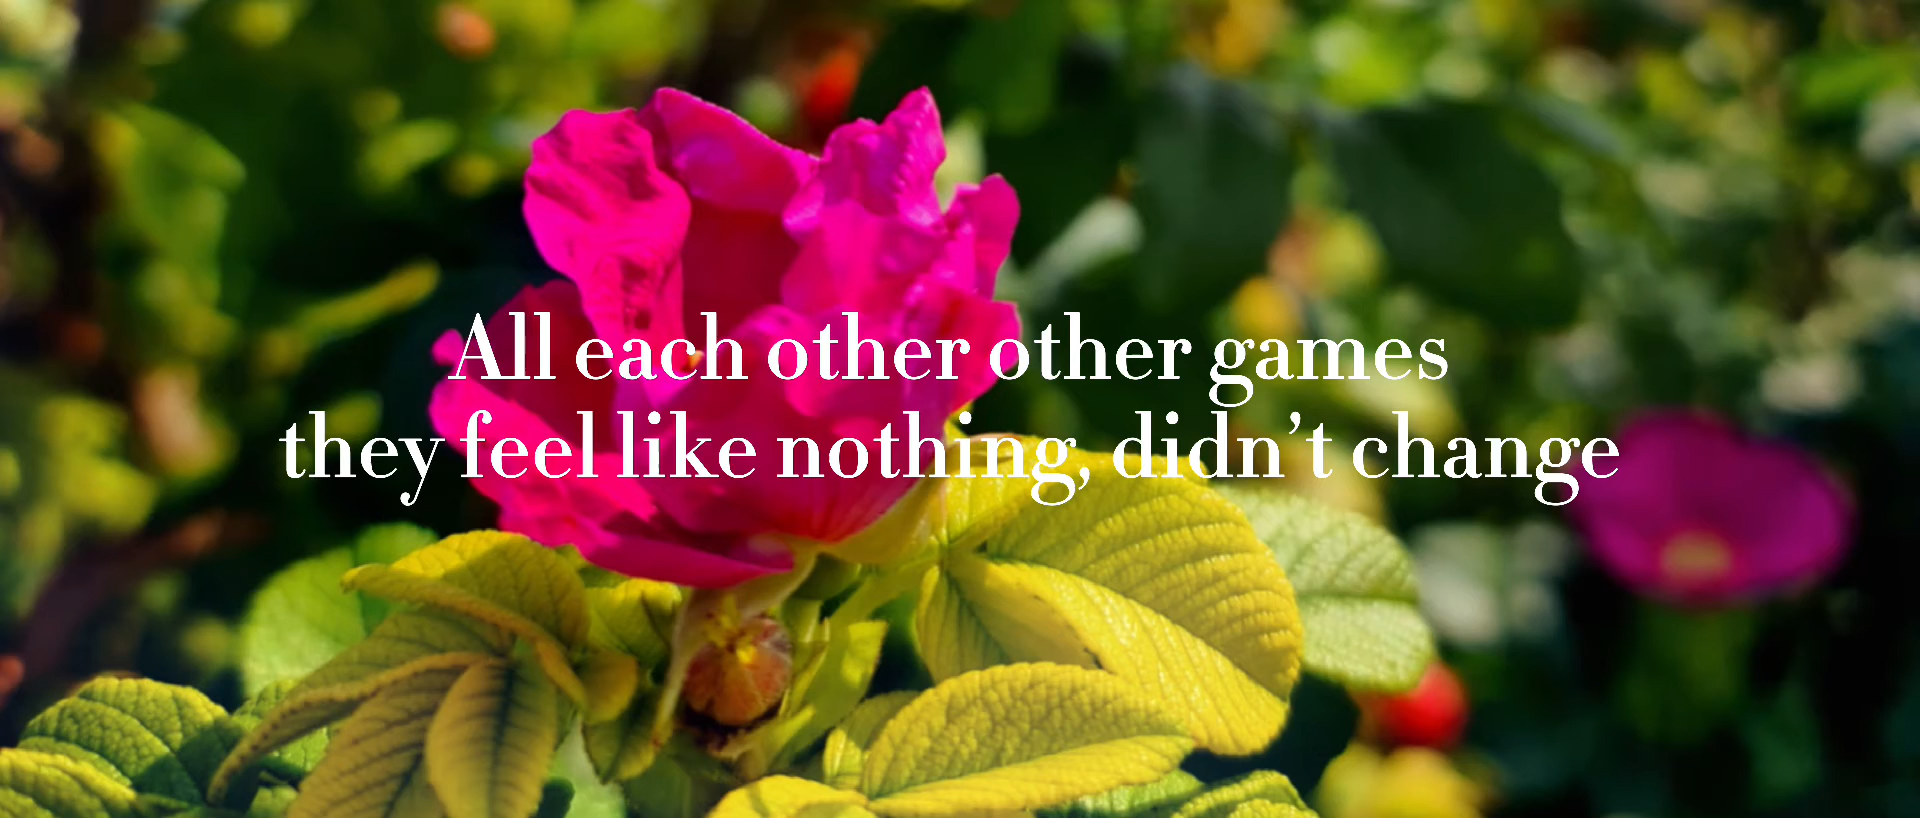 All each other other games
they feel like nothing, didn’t change